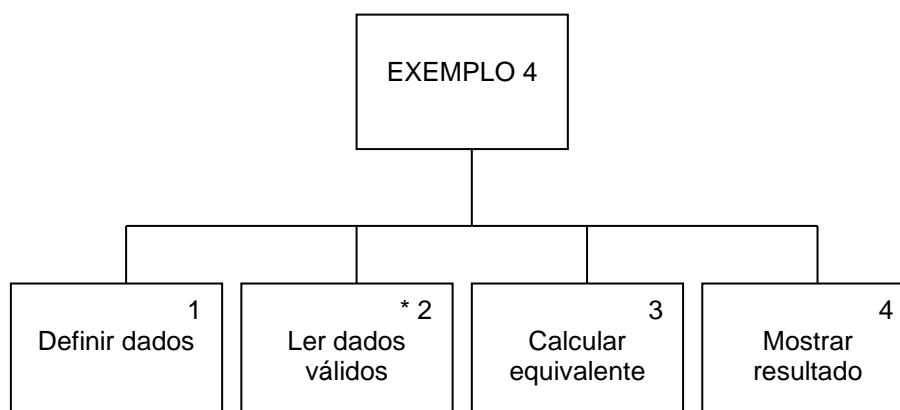 EXEMPLO 4
1
Definir dados
* 2
Ler dados
válidos
3
Calcular
equivalente
4
Mostrar
resultado